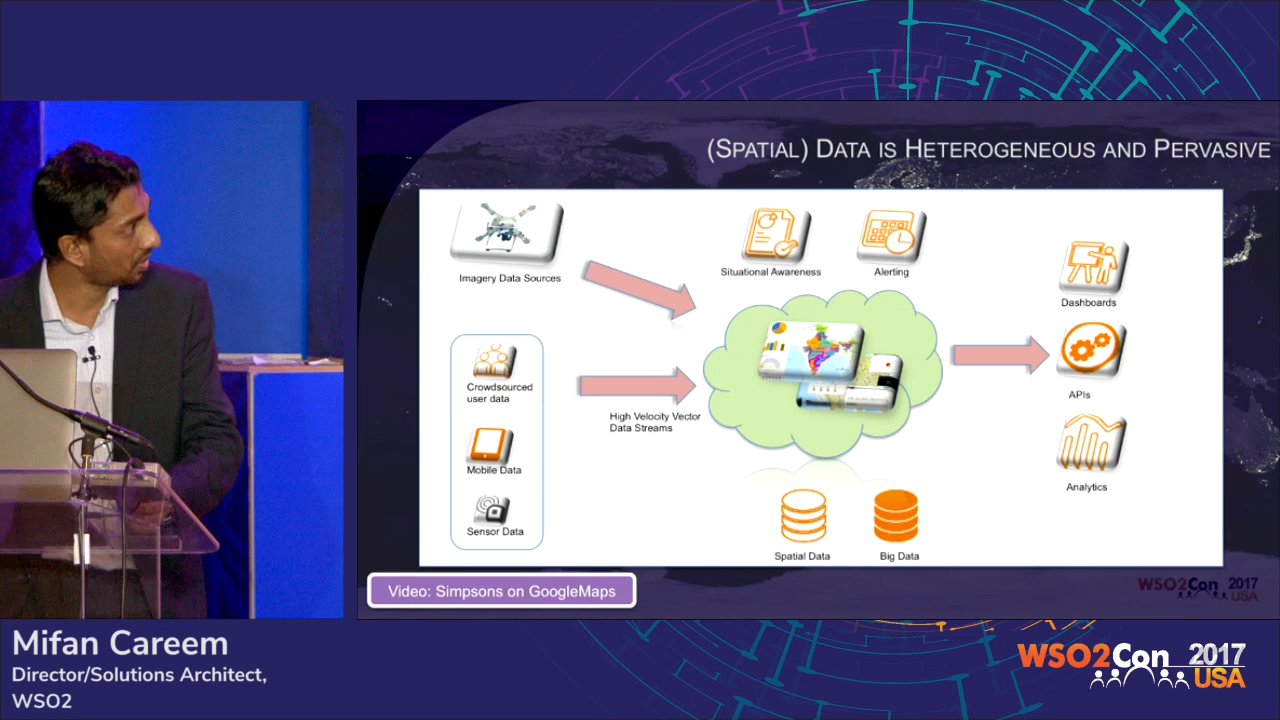 (SPATIAL) DATA IS HETEROGENEOUS AND PERVASIVE
Imagery Data Sources
Situational Awareness
Alerting
Dashboards
Crowdsourced
user data
High Velocity Vector
Data Streams
APIs
Mobile Data
Analytics
Sensor Data
Spatial Data
Big Data
Video: Simpsons on GoogleMaps
WSO2Con 2017
USA
Mifan Careem
Director/Solutions Architect,
WSO2
WSO2Con 2017
USA